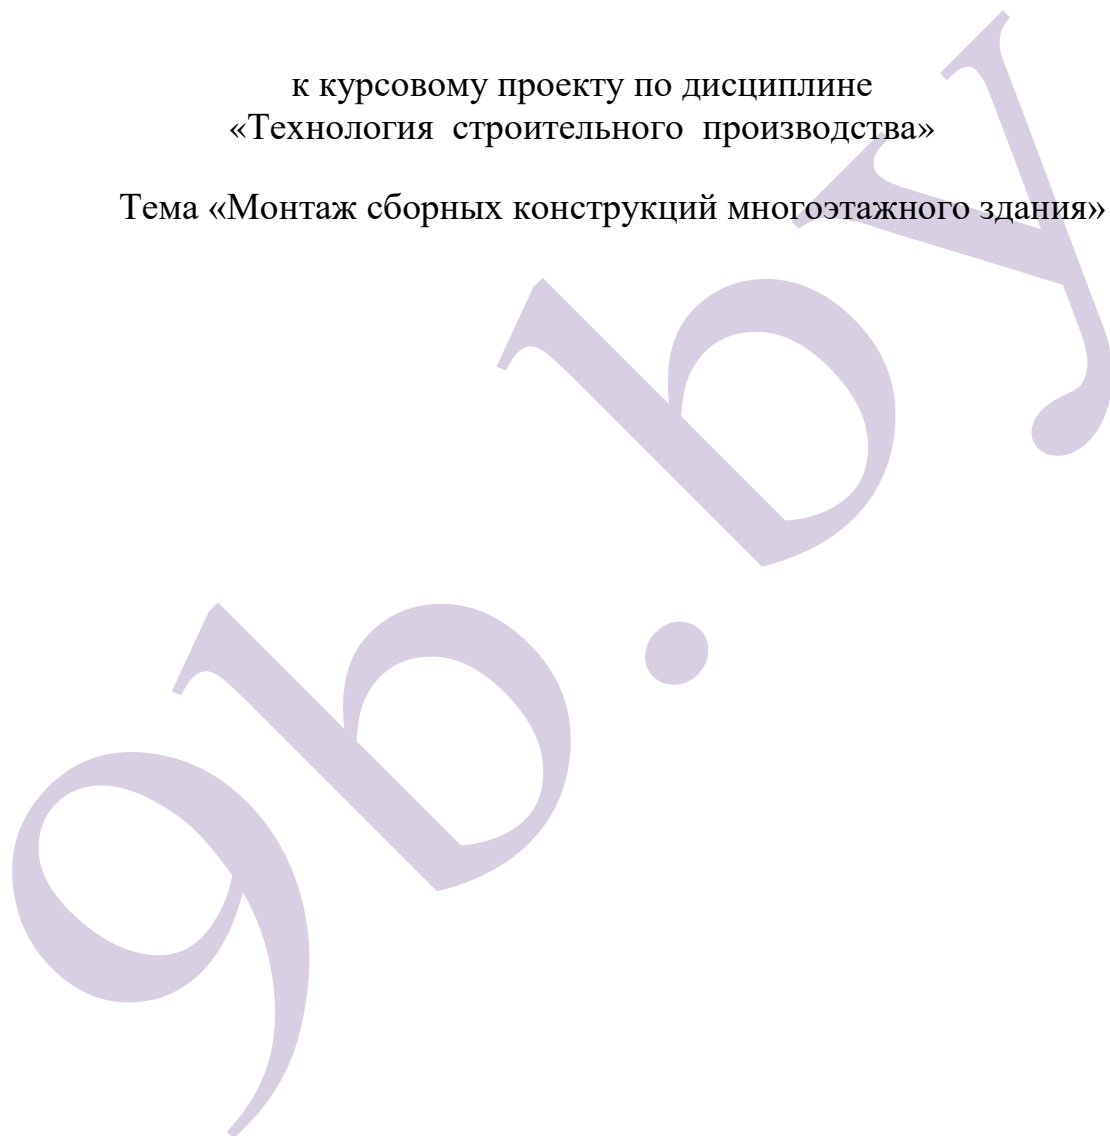 к курсовому проекту по дисциплине
«Технология строительного производства»
Тема «Монтаж сборных конструкций многоэтажного здания»
9b.by